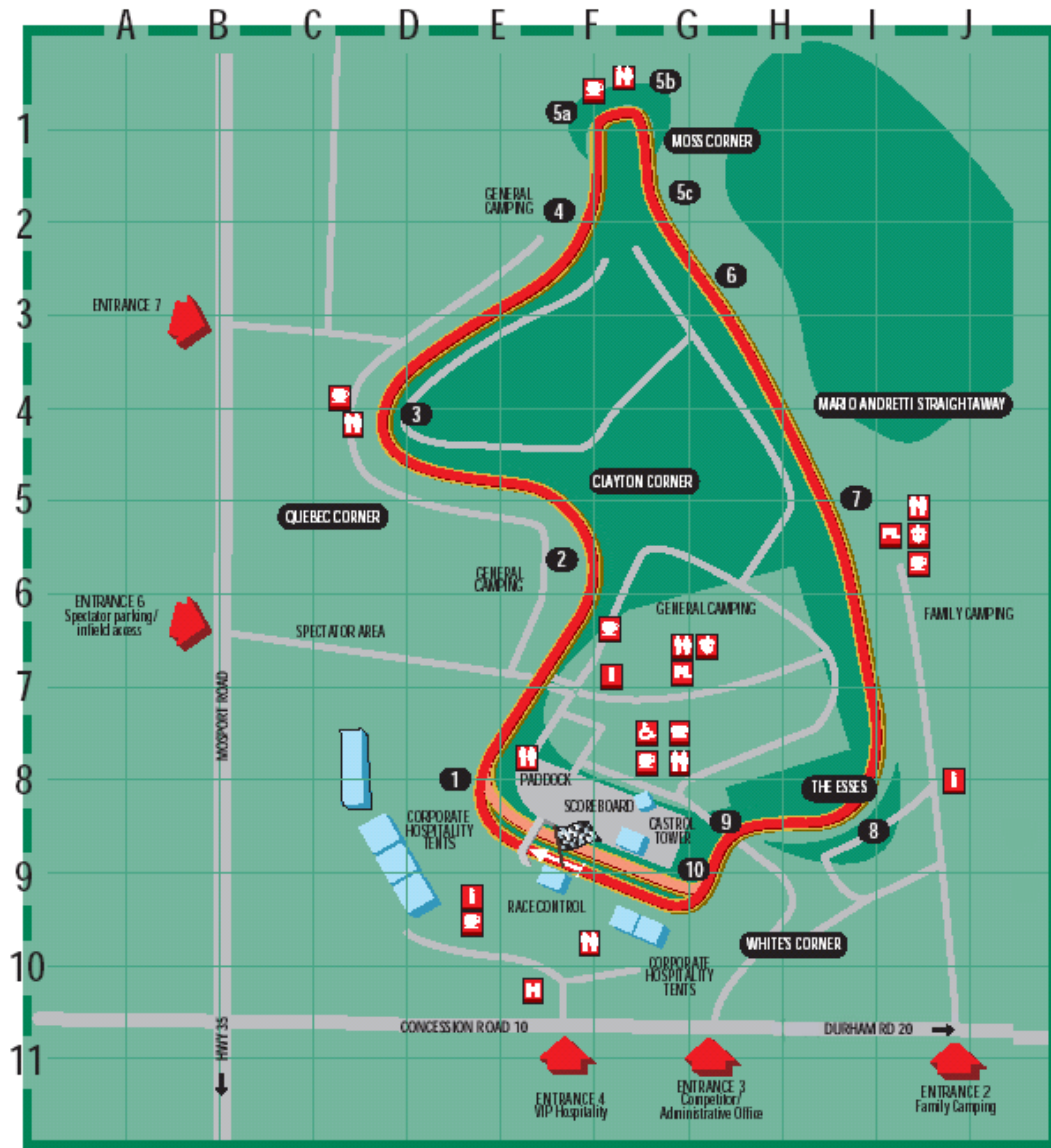 A B C D E F G H I J
1
2
3
4
5
6
7
8
9
10
11
5b
5a
MOSS CORNER
5c
GENERAL
CAMPING
4
6
ENTRANCE 7
MARIO ANDRETTI STRAIGHTAWAY
3
CLAYTON CORNER
7
QUEBEC CORNER
2
GENERAL
CAMPING
ENTRANCE 6
Spectator parking/
infield access
GENERAL CAMPING
FAMILY CAMPING
SPECTATOR AREA
MOSPORT ROAD
1
PADDOCK
THE ESSES
SCOREBOARD
CORPORATE
HOSPITALITY
TENTS
CASTROL
TOWER
9
8
10
RACE CONTROL
WHITE'S CORNER
CORPORATE
HOSPITALITY
TENTS
H
CONCESSION ROAD 10
DURHAM RD 20
HWY 35
ENTRANCE 4
VIP Hospitality
ENTRANCE 3
Competitor/
Administrative Office
ENTRANCE 2
Family Camping